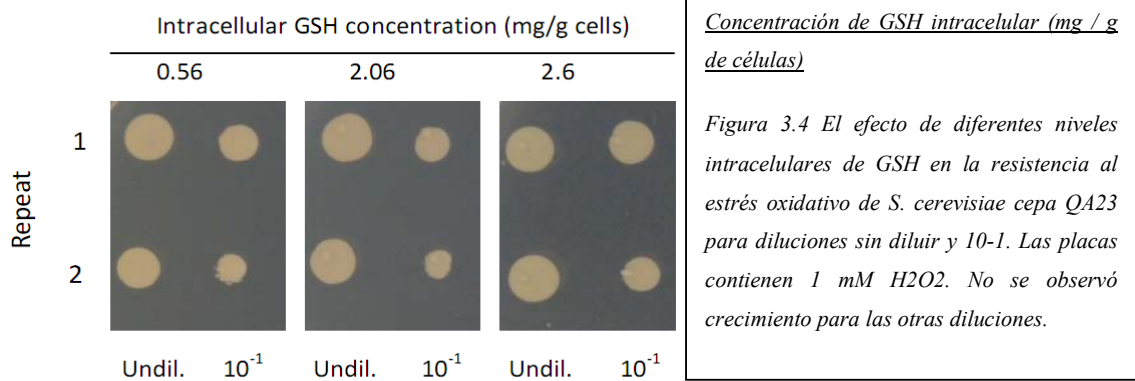 Intracellular GSH concentration (mg/g cells)
0.56 2.06 2.6
Repeat
1
2
Undil. 10⁻¹ Undil. 10⁻¹ Undil. 10⁻¹
Concentración de GSH intracelular (mg / g
de células)
Figura 3.4 El efecto de diferentes niveles
intracelulares de GSH en la resistencia al
estrés oxidativo de S. cerevisiae cepa QA23
para diluciones sin diluir y 10-1. Las placas
contienen 1 mM H2O2. No se observó
crecimiento para las otras diluciones.